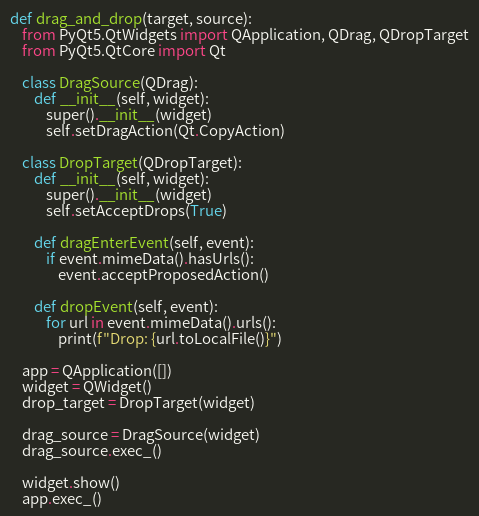 def drag_and_drop(target, source):
    from PyQt5.QtWidgets import QApplication, QDrag, QDropTarget
    from PyQt5.QtCore import Qt

    class DragSource(QDrag):
        def __init__(self, widget):
            super().__init__(widget)
            self.setDragAction(Qt.CopyAction)

    class DropTarget(QDropTarget):
        def __init__(self, widget):
            super().__init__(widget)
            self.setAcceptDrops(True)

        def dragEnterEvent(self, event):
            if event.mimeData().hasUrls():
                event.acceptProposedAction()

        def dropEvent(self, event):
            for url in event.mimeData().urls():
                print(f"Drop: {url.toLocalFile()}")

    app = QApplication([])
    widget = QWidget()
    drop_target = DropTarget(widget)

    drag_source = DragSource(widget)
    drag_source.exec_()

    widget.show()
    app.exec_()